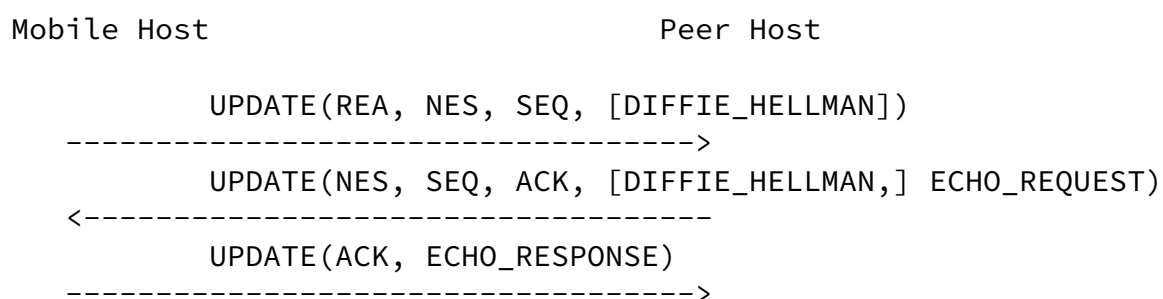 Mobile Host Peer Host
UPDATE(REA, NES, SEQ, [DIFFIE_HELLMAN])
----------------------------------->
UPDATE(NES, SEQ, ACK, [DIFFIE_HELLMAN,] ECHO_REQUEST)
<-----------------------------------
UPDATE(ACK, ECHO_RESPONSE)
----------------------------------->